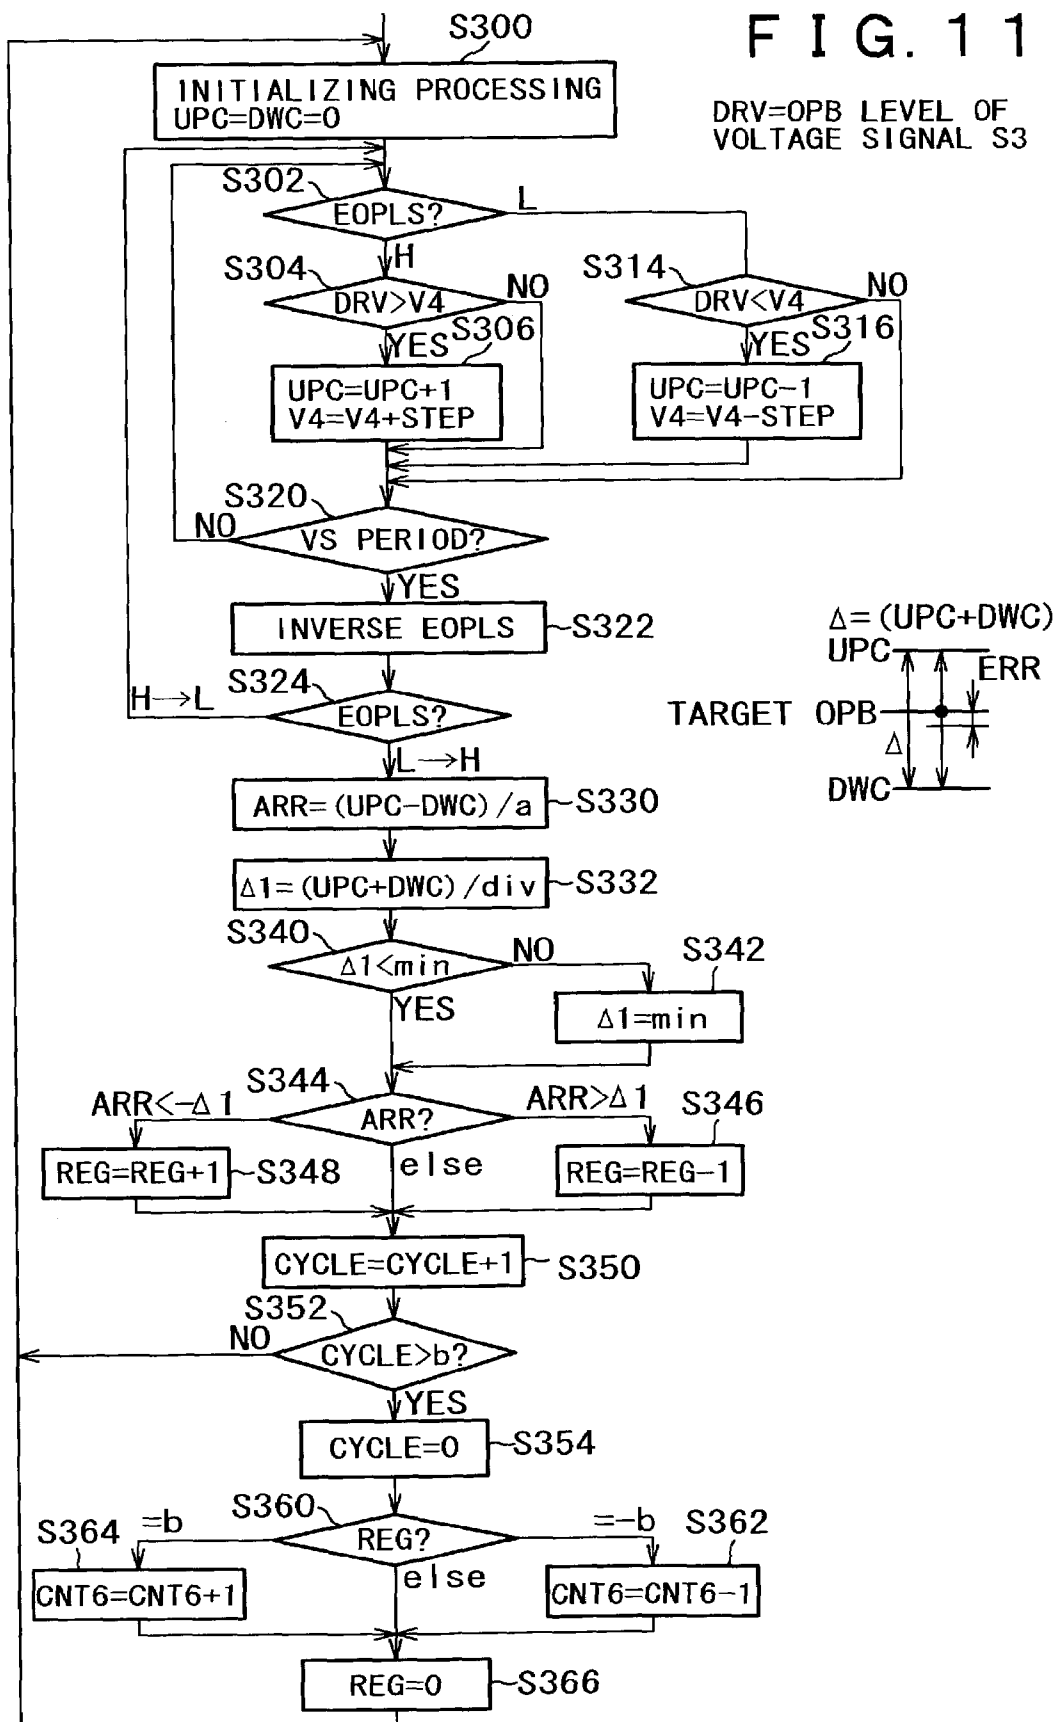 FIG. 11
DRV=OPB LEVEL OF
VOLTAGE SIGNAL S3
S300
INITIALIZING PROCESSING
UPC=DWC=0
S302
EOPLS?
L
H
S304
DRV>V4
NO
S314
DRV<V4
NO
YES
S306
UPC=UPC+1
V4=V4+STEP
YES
S316
UPC=UPC-1
V4=V4-STEP
S320
VS PERIOD?
NO
YES
INVERSE EOPLS
S322
S324
EOPLS?
H→L
L→H
Δ=(UPC+DWC)
UPC
ERR
TARGET OPB
Δ
DWC
ARR=(UPC-DWC)/a
S330
Δ1=(UPC+DWC)/div
S332
S340
Δ1<min
NO
YES
S342
Δ1=min
S344
ARR?
ARR<-Δ1
ARR>Δ1
else
S346
REG=REG+1
S348
REG=REG-1
CYCLE=CYCLE+1
S350
S352
CYCLE>b?
NO
YES
CYCLE=0
S354
S360
REG?
=b
=-b
else
S364
CNT6=CNT6+1
S362
CNT6=CNT6-1
REG=0
S366